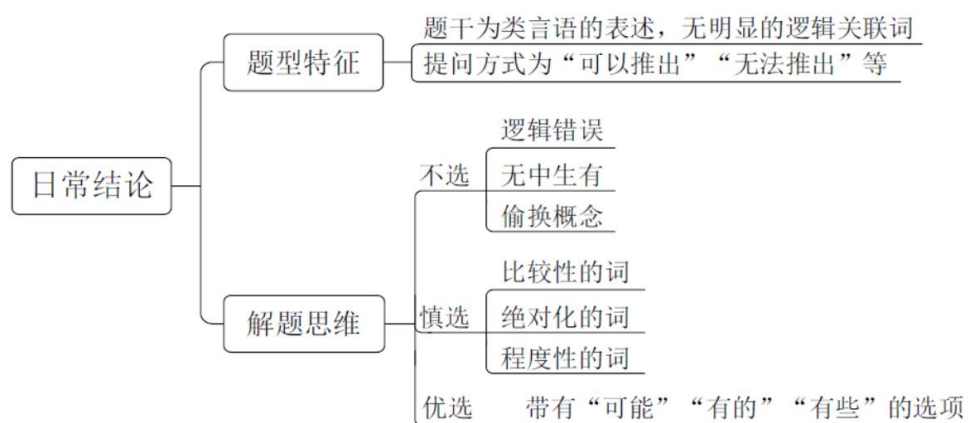 日常结论
题型特征
题干为类言语的表述，无明显的逻辑关联词
提问方式为“可以推出”“无法推出”等
解题思维
不选
逻辑错误
无中生有
偷换概念
慎选
比较性的词
绝对化的词
程度性的词
优选
带有“可能”“有的”“有些”的选项